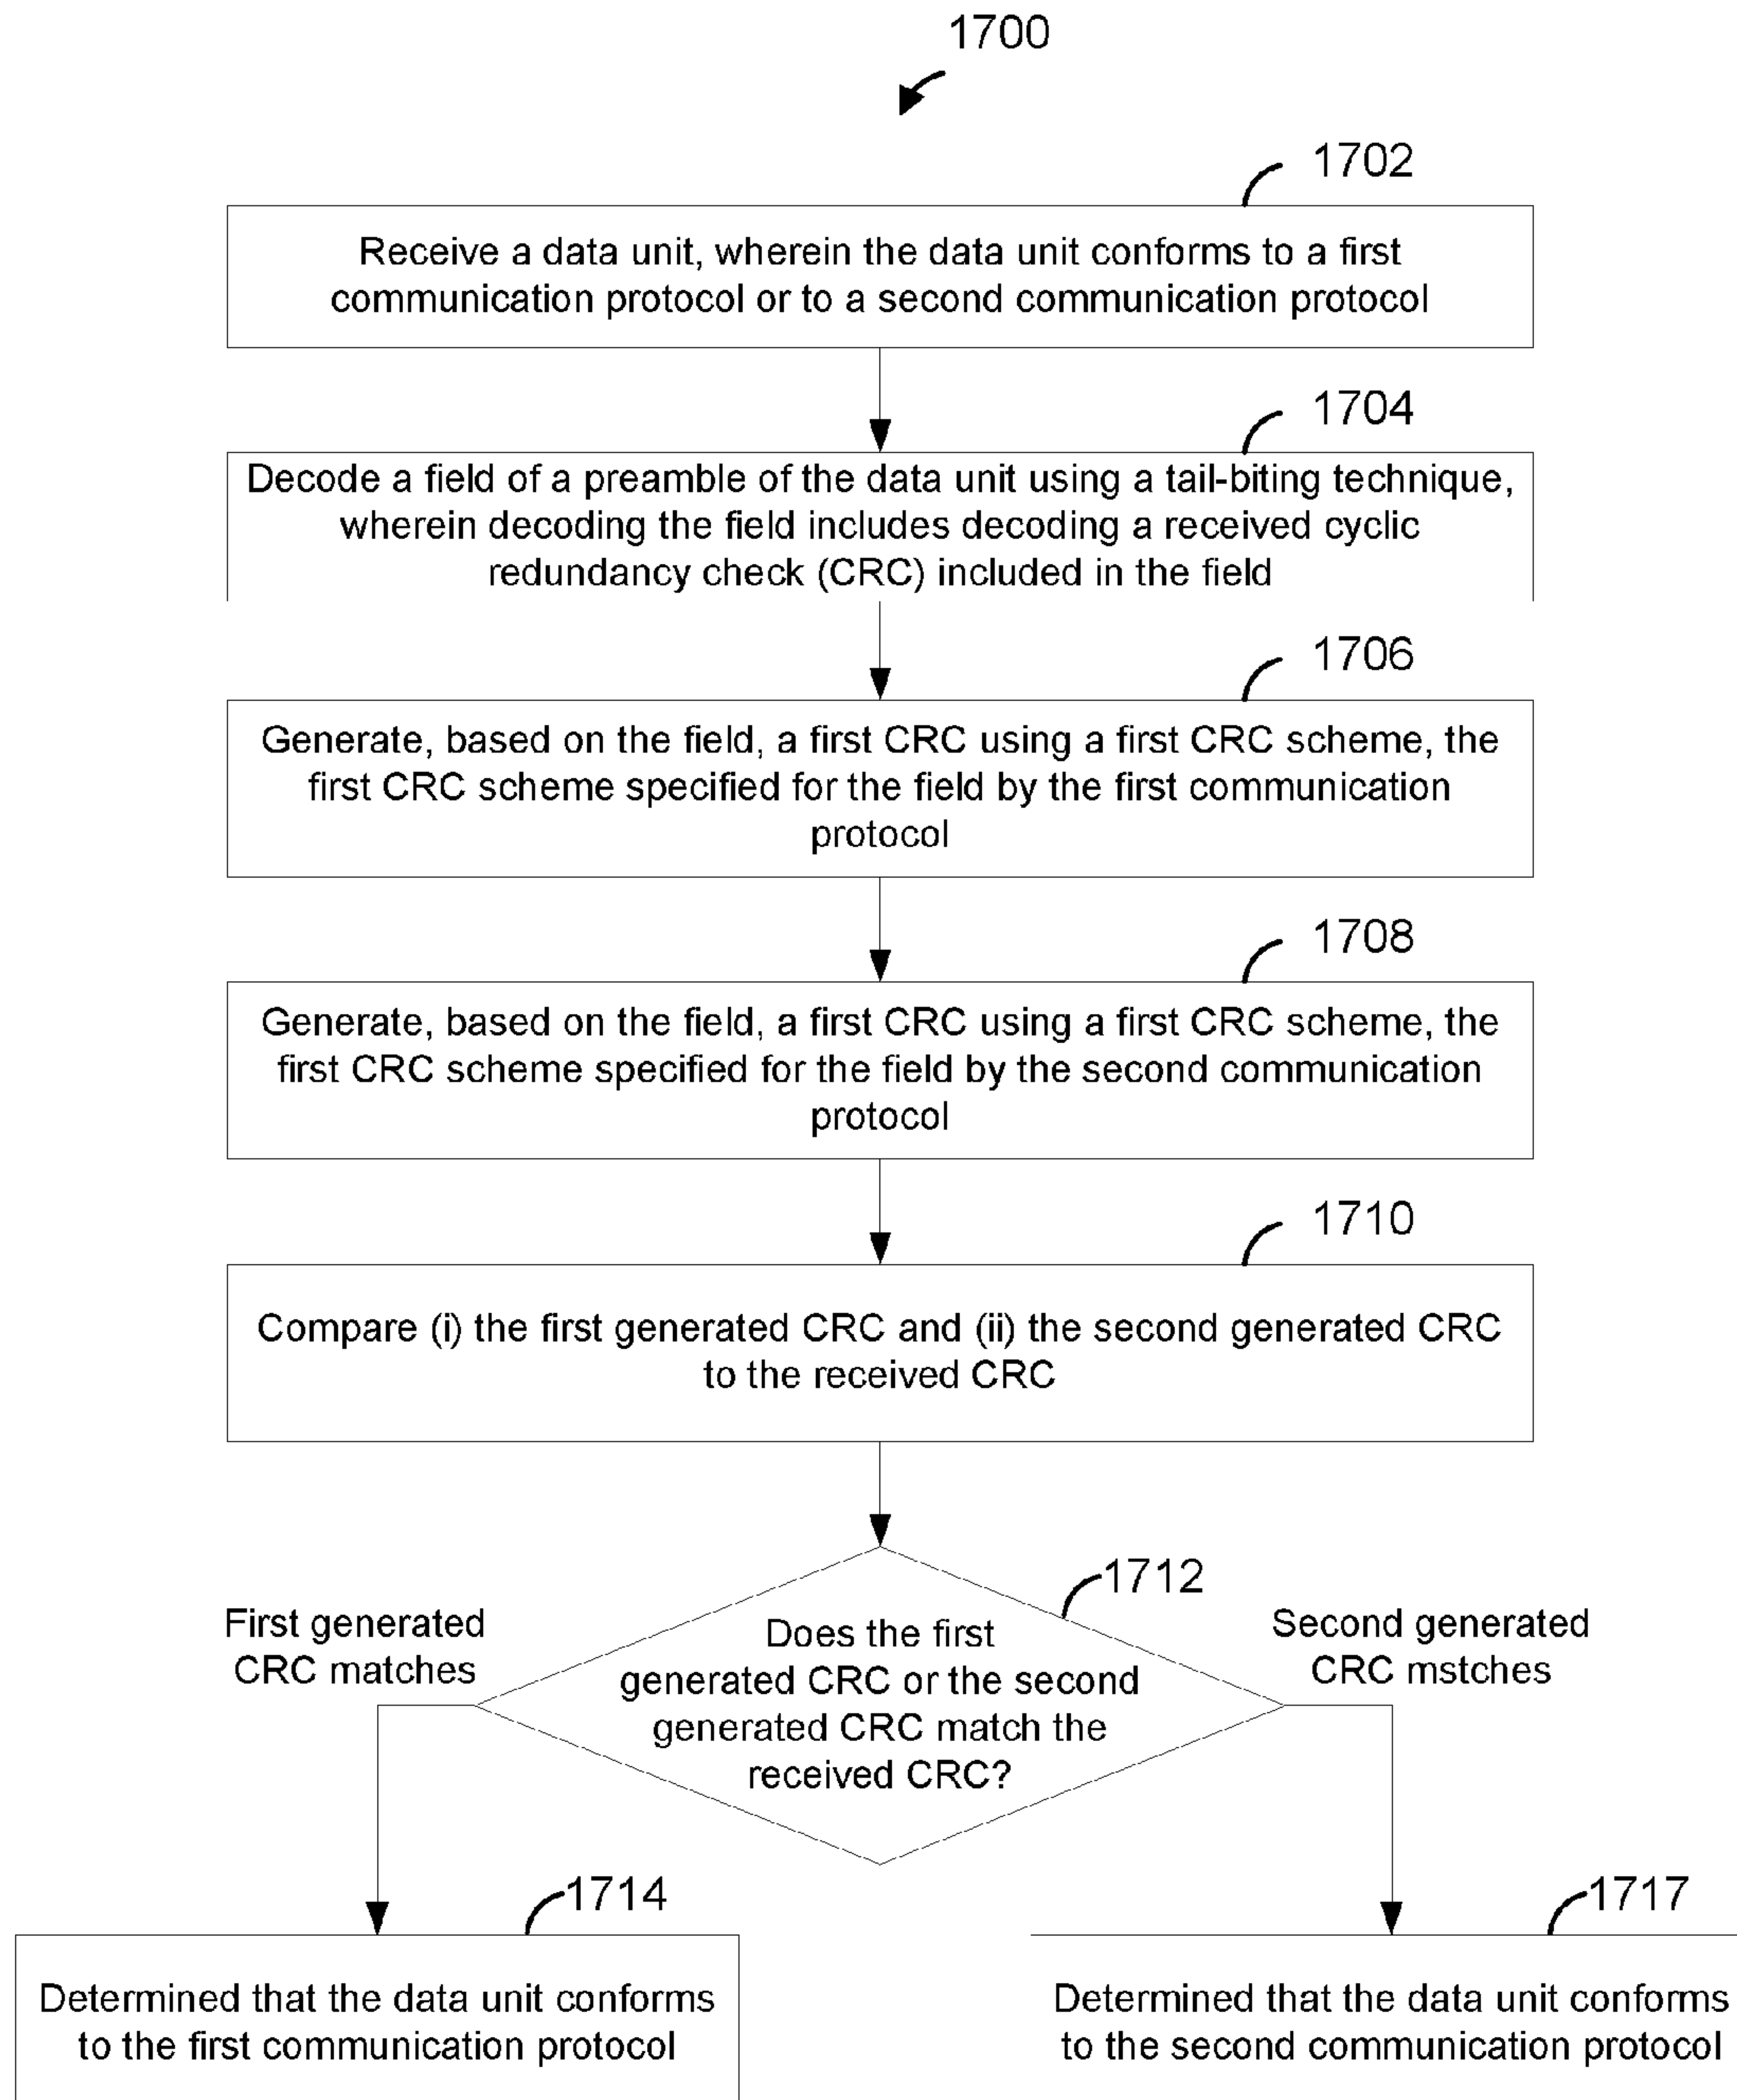 1700
1702
Receive a data unit, wherein the data unit conforms to a first
communication protocol or to a second communication protocol
1704
Decode a field of a preamble of the data unit using a tail-biting technique,
wherein decoding the field includes decoding a received cyclic
redundancy check (CRC) included in the field
1706
Generate, based on the field, a first CRC using a first CRC scheme, the
first CRC scheme specified for the field by the first communication
protocol
1708
Generate, based on the field, a first CRC using a first CRC scheme, the
first CRC scheme specified for the field by the second communication
protocol
1710
Compare (i) the first generated CRC and (ii) the second generated CRC
to the received CRC
1712
First generated
CRC matches
Does the first
generated CRC or the second
generated CRC match the
received CRC?
Second generated
CRC mstches
1714
Determined that the data unit conforms
to the first communication protocol
1717
Determined that the data unit conforms
to the second communication protocol